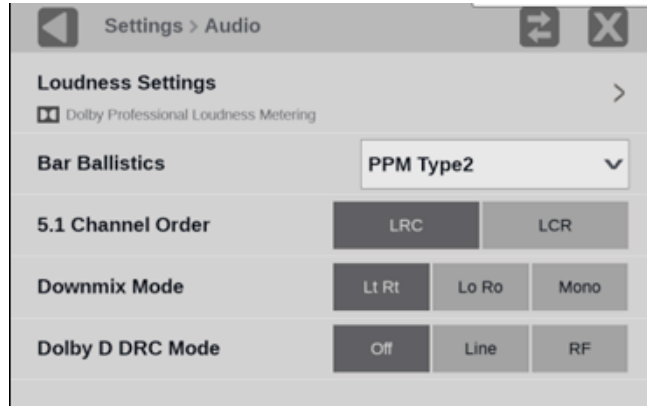 Settings > Audio
Loudness Settings
Dolby Professional Loudness Metering
Bar Ballistics PPM Type2
5.1 Channel Order LRC LCR
Downmix Mode Lt Rt Lo Ro Mono
Dolby D DRC Mode Off Line RF